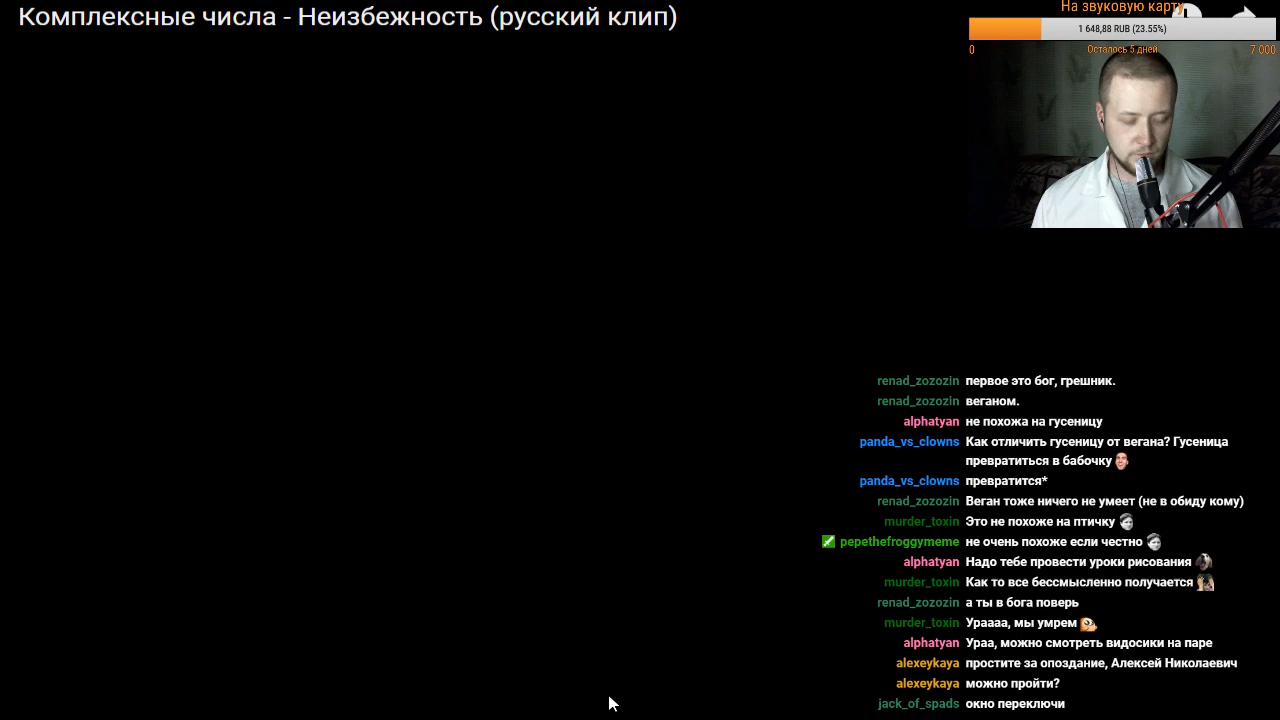 Комплексные числа - Неизбежность (русский клип)
На звуковую карту
1 648,88 RUB (23.55%)
0 Осталось 5 дней 7 000
renad_zozozin первое это бог, грешник.
renad_zozozin веганом.
alphatyan не похожа на гусеницу
panda_vs_clowns Как отличить гусеницу от вегана? Гусеница
превратиться в бабочку
panda_vs_clowns превратится*
renad_zozozin Веган тоже ничего не умеет (не в обиду кому)
murder_toxin Это не похоже на птичку
pepethefroggymeme не очень похоже если честно
alphatyan Надо тебе провести уроки рисования
murder_toxin Как то все бессмысленно получается
renad_zozozin а ты в бога поверь
murder_toxin Ураааа, мы умрем
alphatyan Ураа, можно смотреть видосики на паре
alexeykaya простите за опоздание, Алексей Николаевич
alexeykaya можно пройти?
jack_of_spads окно переключи